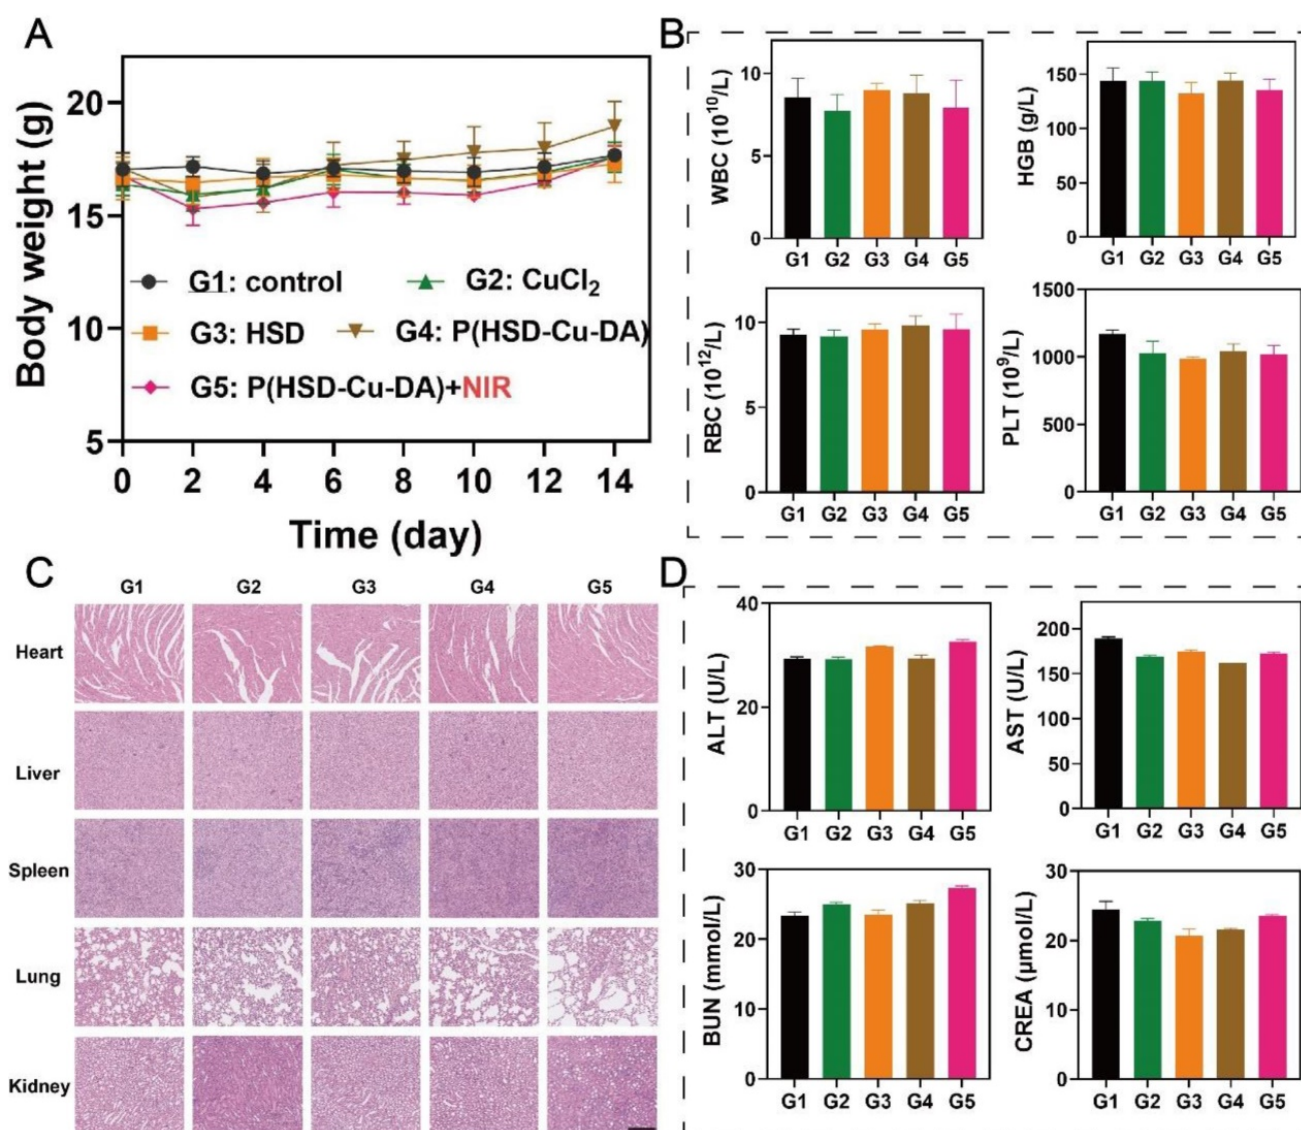 A
Body weight (g)
20
15
10
5
G1: control
G2: CuCl₂
G3: HSD
G4: P(HSD-Cu-DA)
G5: P(HSD-Cu-DA)+NIR
0 2 4 6 8 10 12 14
Time (day)
B
WBC (10¹⁰/L)
10
5
0
G1 G2 G3 G4 G5
HGB (g/L)
150
100
50
0
G1 G2 G3 G4 G5
RBC (10¹²/L)
10
5
0
G1 G2 G3 G4 G5
PLT (10⁹/L)
1500
1000
500
0
G1 G2 G3 G4 G5
C
G1 G2 G3 G4 G5
Heart
Liver
Spleen
Lung
Kidney
D
ALT (U/L)
40
20
0
G1 G2 G3 G4 G5
AST (U/L)
200
150
100
50
0
G1 G2 G3 G4 G5
BUN (mmol/L)
30
20
10
0
G1 G2 G3 G4 G5
CREA (μmol/L)
30
20
10
0
G1 G2 G3 G4 G5